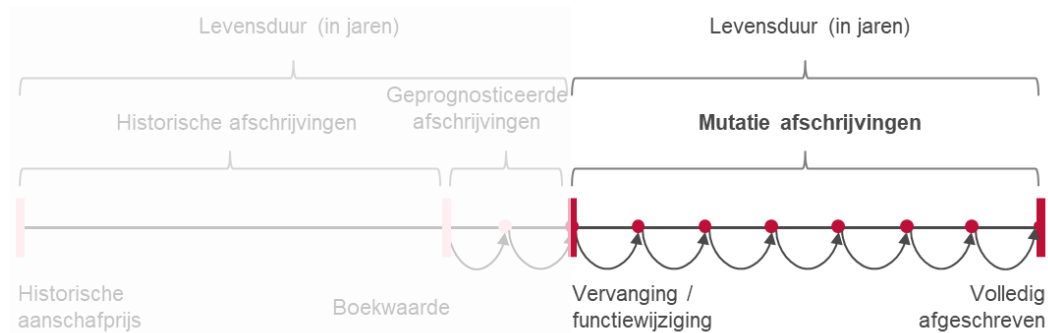 Levensduur (in jaren)
Levensduur (in jaren)
Geprognosticeerde
afschrijvingen
Historische afschrijvingen
Mutatie afschrijvingen
Historische
aanschafprijs
Boekwaarde
Vervanging /
functiewijziging
Volledig
afgeschreven